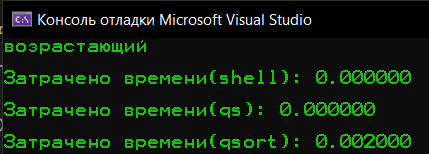 Консоль отладки Microsoft Visual Studio
возрастающий
Затрачено времени(shell): 0.000000
Затрачено времени(qs): 0.000000
Затрачено времени(qsort): 0.002000